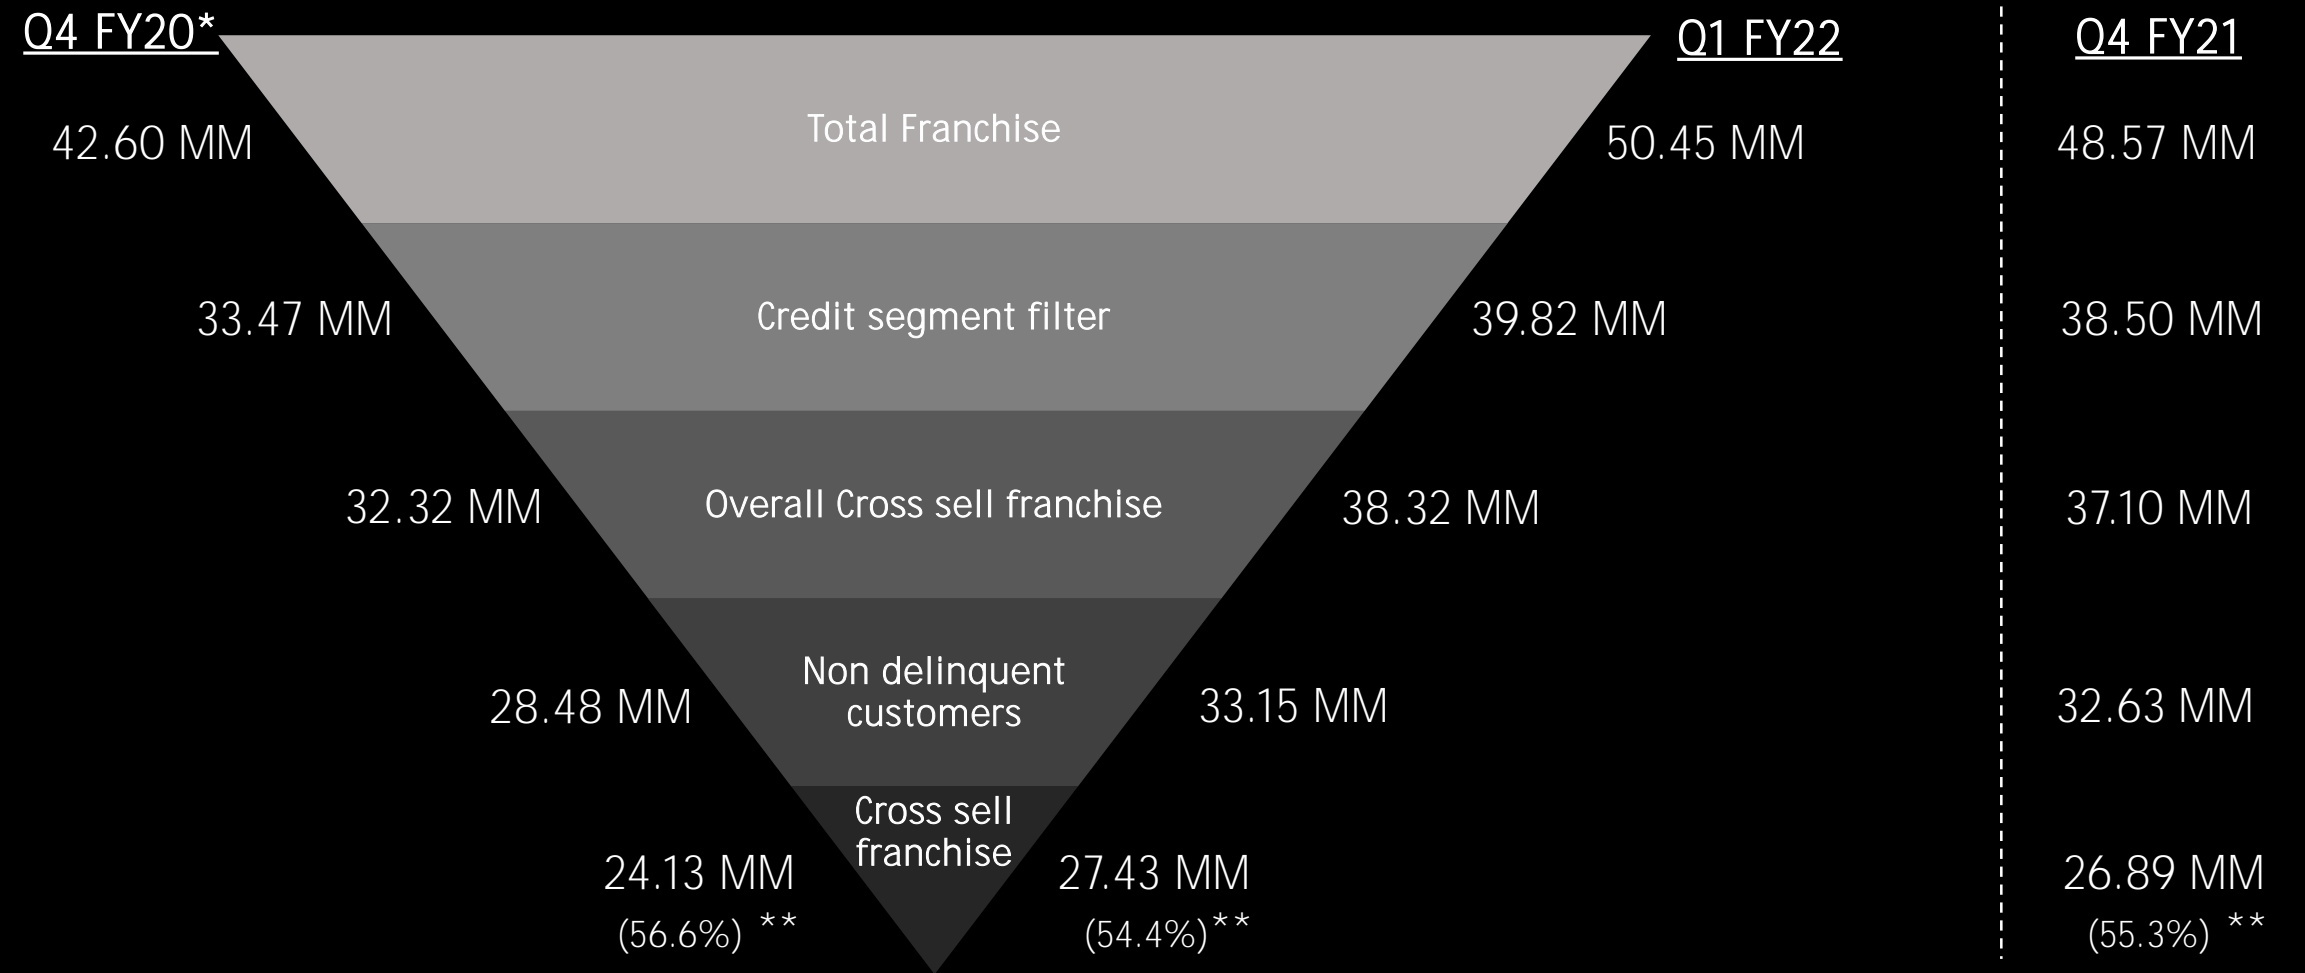 Q4 FY20* Q1 FY22 Q4 FY21
42.60 MM Total Franchise 50.45 MM 48.57 MM
33.47 MM Credit segment filter 39.82 MM 38.50 MM
32.32 MM Overall Cross sell franchise 38.32 MM 37.10 MM
28.48 MM Non delinquent
customers 33.15 MM 32.63 MM
Cross sell
franchise
24.13 MM 27.43 MM 26.89 MM
(56.6%) ** (54.4%)** (55.3%) **